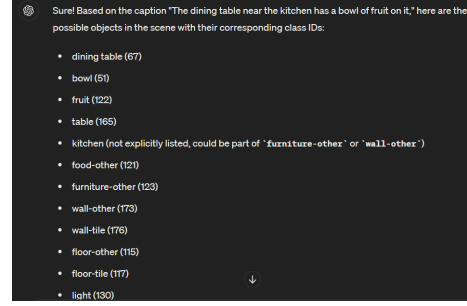 Sure! Based on the caption "The dining table near the kitchen has a bowl of fruit on it," here are the
possible objects in the scene with their corresponding class IDs:
• dining table (67)
• bowl (51)
• fruit (122)
• table (165)
• kitchen (not explicitly listed, could be part of `furniture-other` or `wall-other`)
• food-other (121)
• furniture-other (123)
• wall-other (173)
• wall-tile (176)
• floor-other (115)
• floor-tile (117)
• light (130)